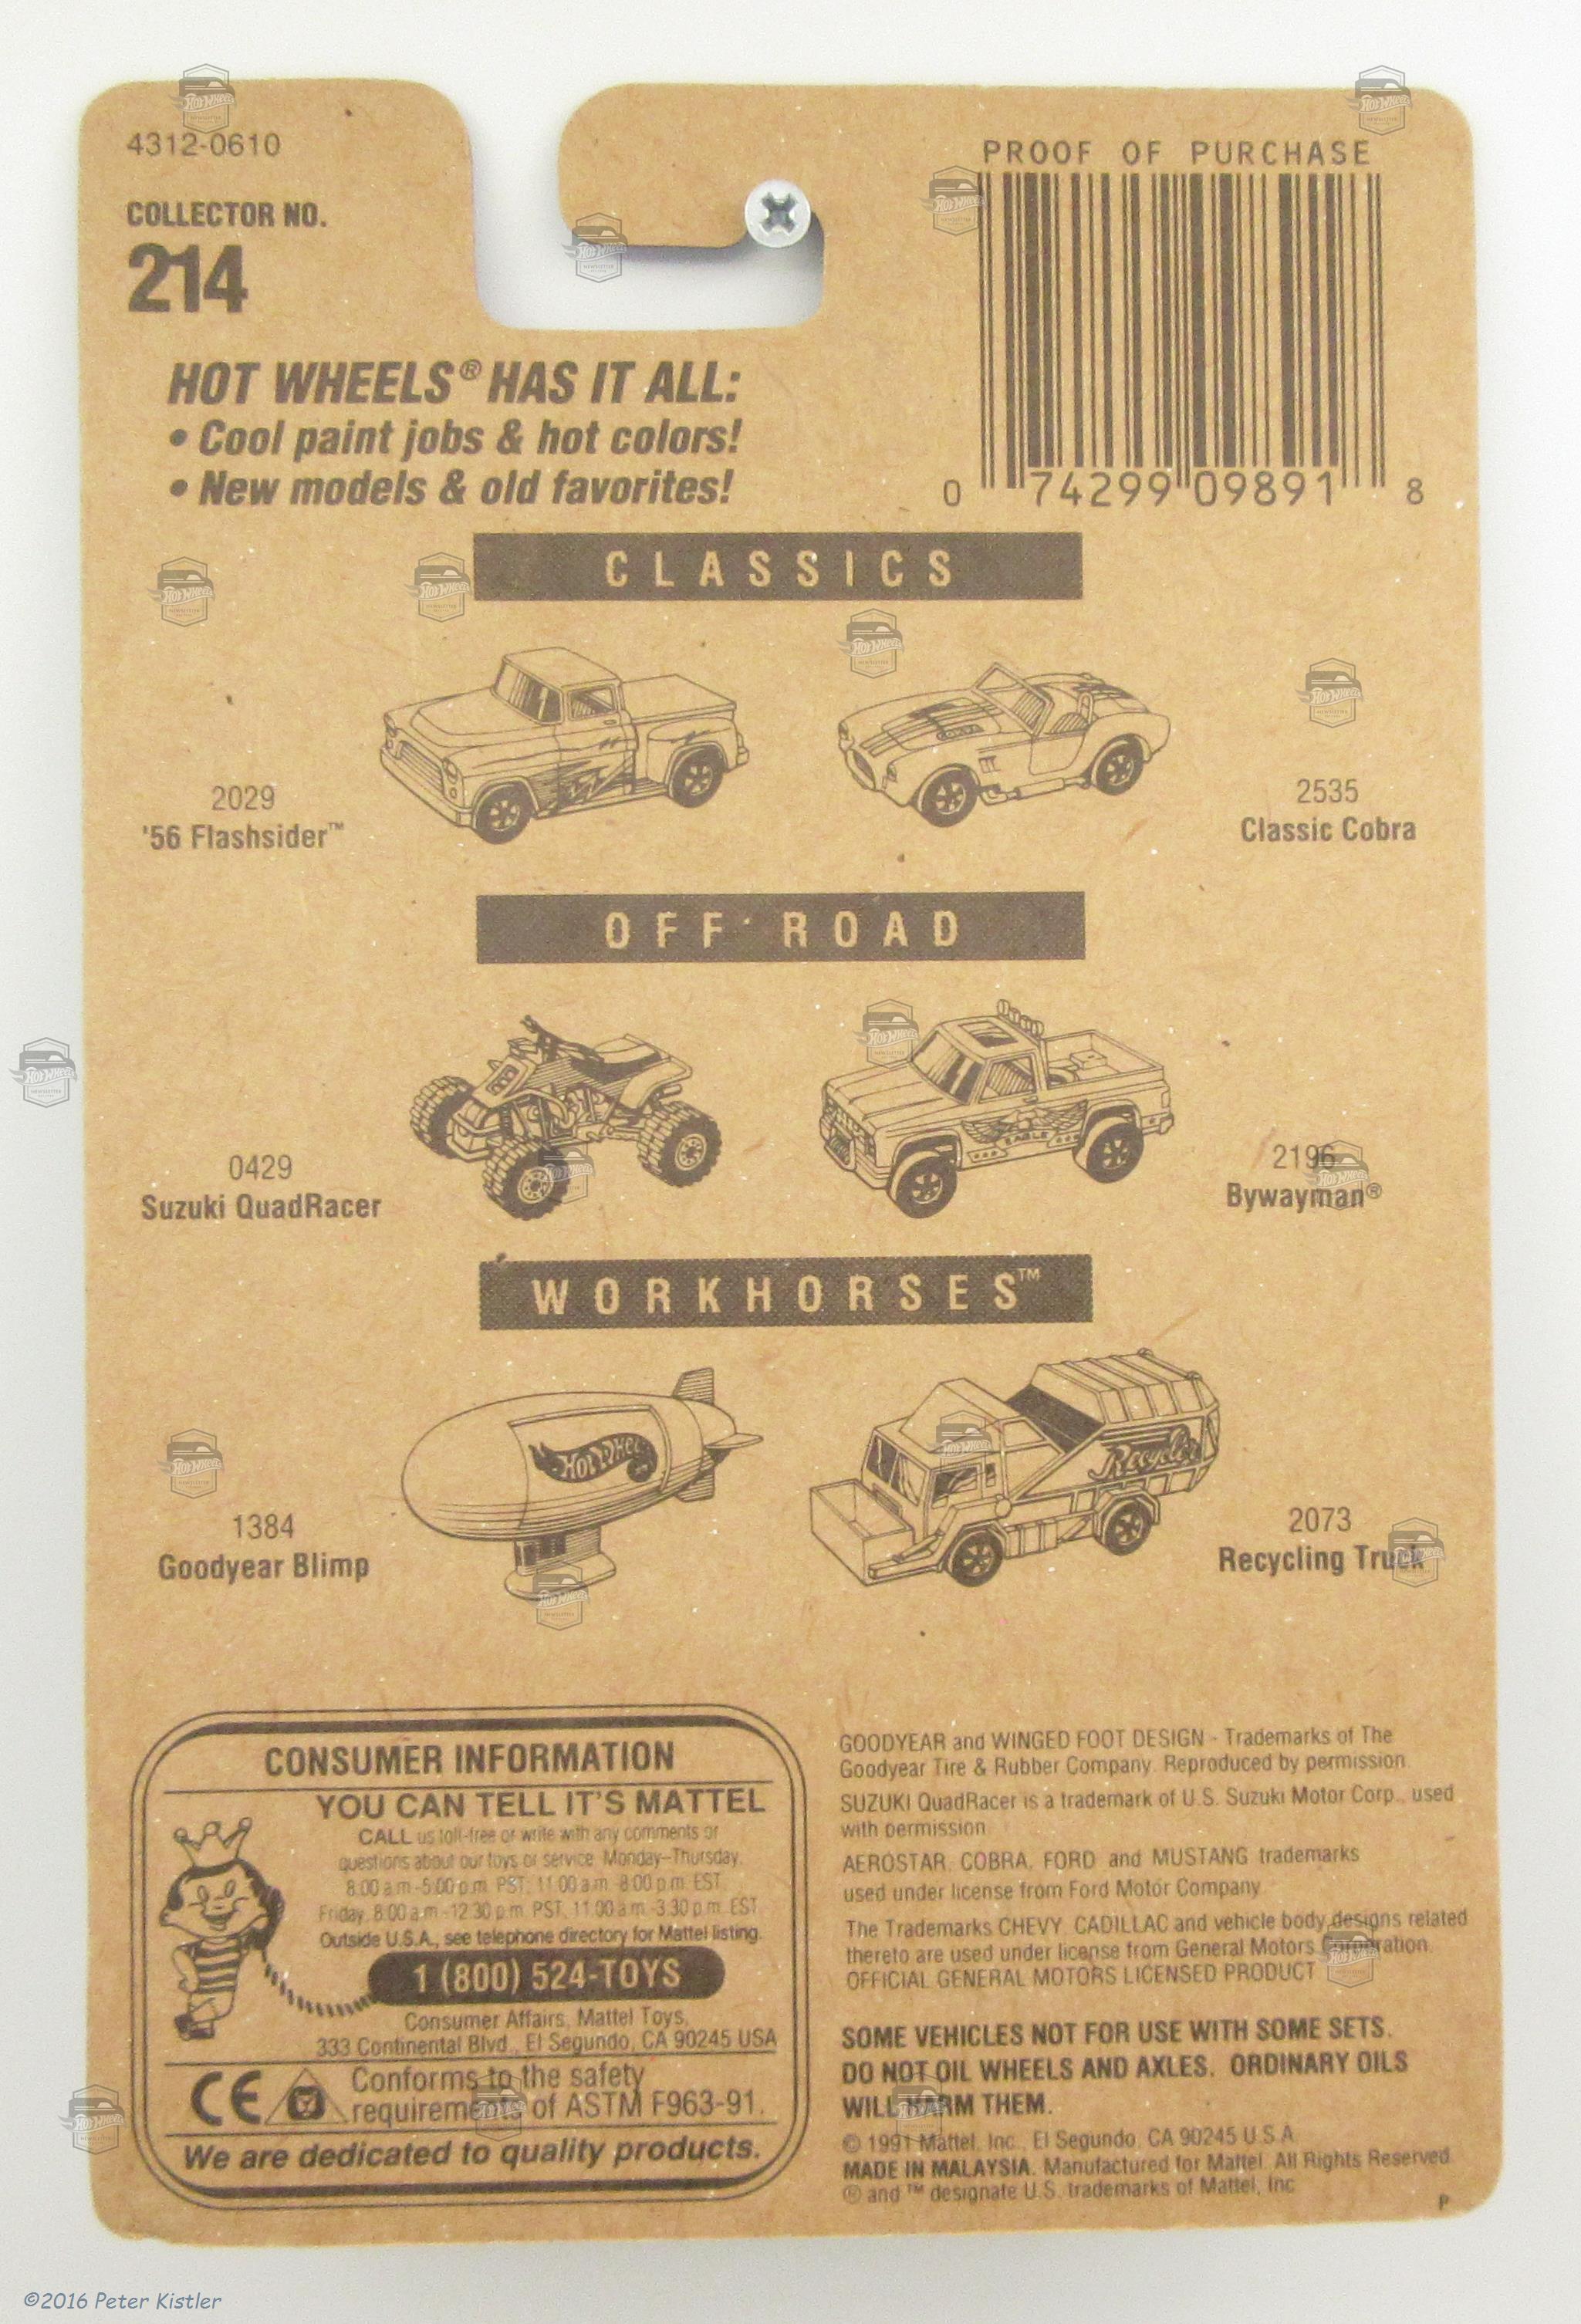 4312-0610
COLLECTOR NO.
214
PROOF OF PURCHASE
0 74299 09891 8
HOT WHEELS® HAS IT ALL:
• Cool paint jobs & hot colors!
• New models & old favorites!
CLASSICS
2029
'56 Flashsider™
2535
Classic Cobra
OFF ROAD
0429
Suzuki QuadRacer
EAGLE
2196
Bywayman®
WORKHORSES™
Hot Wheels
Recycler
1384
Goodyear Blimp
2073
Recycling Truck
CONSUMER INFORMATION
YOU CAN TELL IT'S MATTEL
CALL us toll-free or write with any comments or
questions about our toys or service. Monday–Thursday,
8:00 a.m.-5:00 p.m. PST, 11:00 a.m.-8:00 p.m. EST.
Friday, 8:00 a.m.-12:30 p.m. PST, 11:00 a.m.-3:30 p.m. EST.
Outside U.S.A., see telephone directory for Mattel listing.
1 (800) 524-TOYS
Consumer Affairs, Mattel Toys,
333 Continental Blvd., El Segundo, CA 90245 USA
CE Conforms to the safety
requirements of ASTM F963-91.
We are dedicated to quality products.
GOODYEAR and WINGED FOOT DESIGN - Trademarks of The
Goodyear Tire & Rubber Company. Reproduced by permission.
SUZUKI QuadRacer is a trademark of U.S. Suzuki Motor Corp., used
with permission.
AEROSTAR, COBRA, FORD and MUSTANG trademarks
used under license from Ford Motor Company.
The Trademarks CHEVY, CADILLAC and vehicle body designs related
thereto are used under license from General Motors Corporation.
OFFICIAL GENERAL MOTORS LICENSED PRODUCT
SOME VEHICLES NOT FOR USE WITH SOME SETS.
DO NOT OIL WHEELS AND AXLES. ORDINARY OILS
WILL HARM THEM.
© 1991 Mattel, Inc., El Segundo, CA 90245 U.S.A.
MADE IN MALAYSIA. Manufactured for Mattel. All Rights Reserved.
® and ™ designate U.S. trademarks of Mattel, Inc.
P
©2016 Peter Kistler